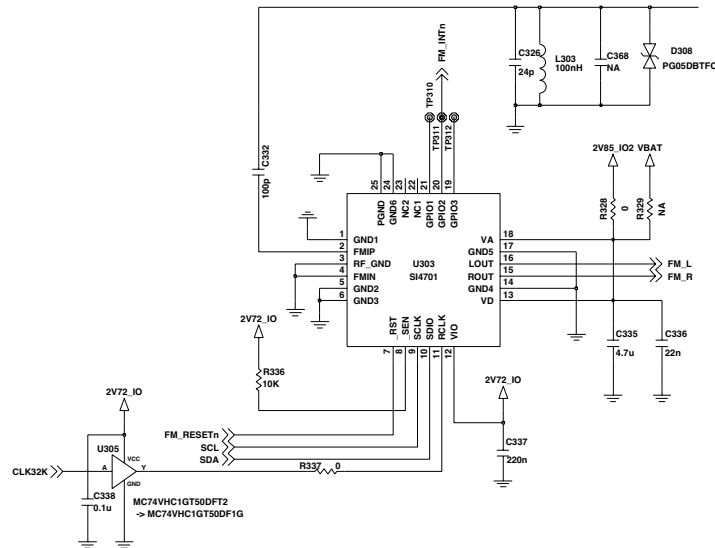 C326
24p
L303
100nH
C368
NA
D308
PG05DBTFC
FM_INTn
TP310
TP311
TP312
C332
100p
2V85_IO2 VBAT
R328
0
R329
NA
25
24
23
22
21
20
19
PGND
GND6
NC2
NC1
GPIO1
GPIO2
GPIO3
1 GND1
2 FMIP
3 RF_GND
4 FMIN
5 GND2
6 GND3
U303
SI4701
VA 18
GND5 17
LOUT 16
ROUT 15
GND4 14
VD 13
FM_L
FM_R
_RST
_SEN
SCLK
SDIO
RCLK
VIO
7
8
9
10
11
12
2V72_IO
R336
10K
C335
4.7u
C336
22n
2V72_IO
C337
220n
2V72_IO
FM_RESETn
SCL
SDA
R337 0
U305
VCC
A
Y
GND
CLK32K
C338
0.1u
MC74VHC1GT50DFT2
-> MC74VHC1GT50DF1G